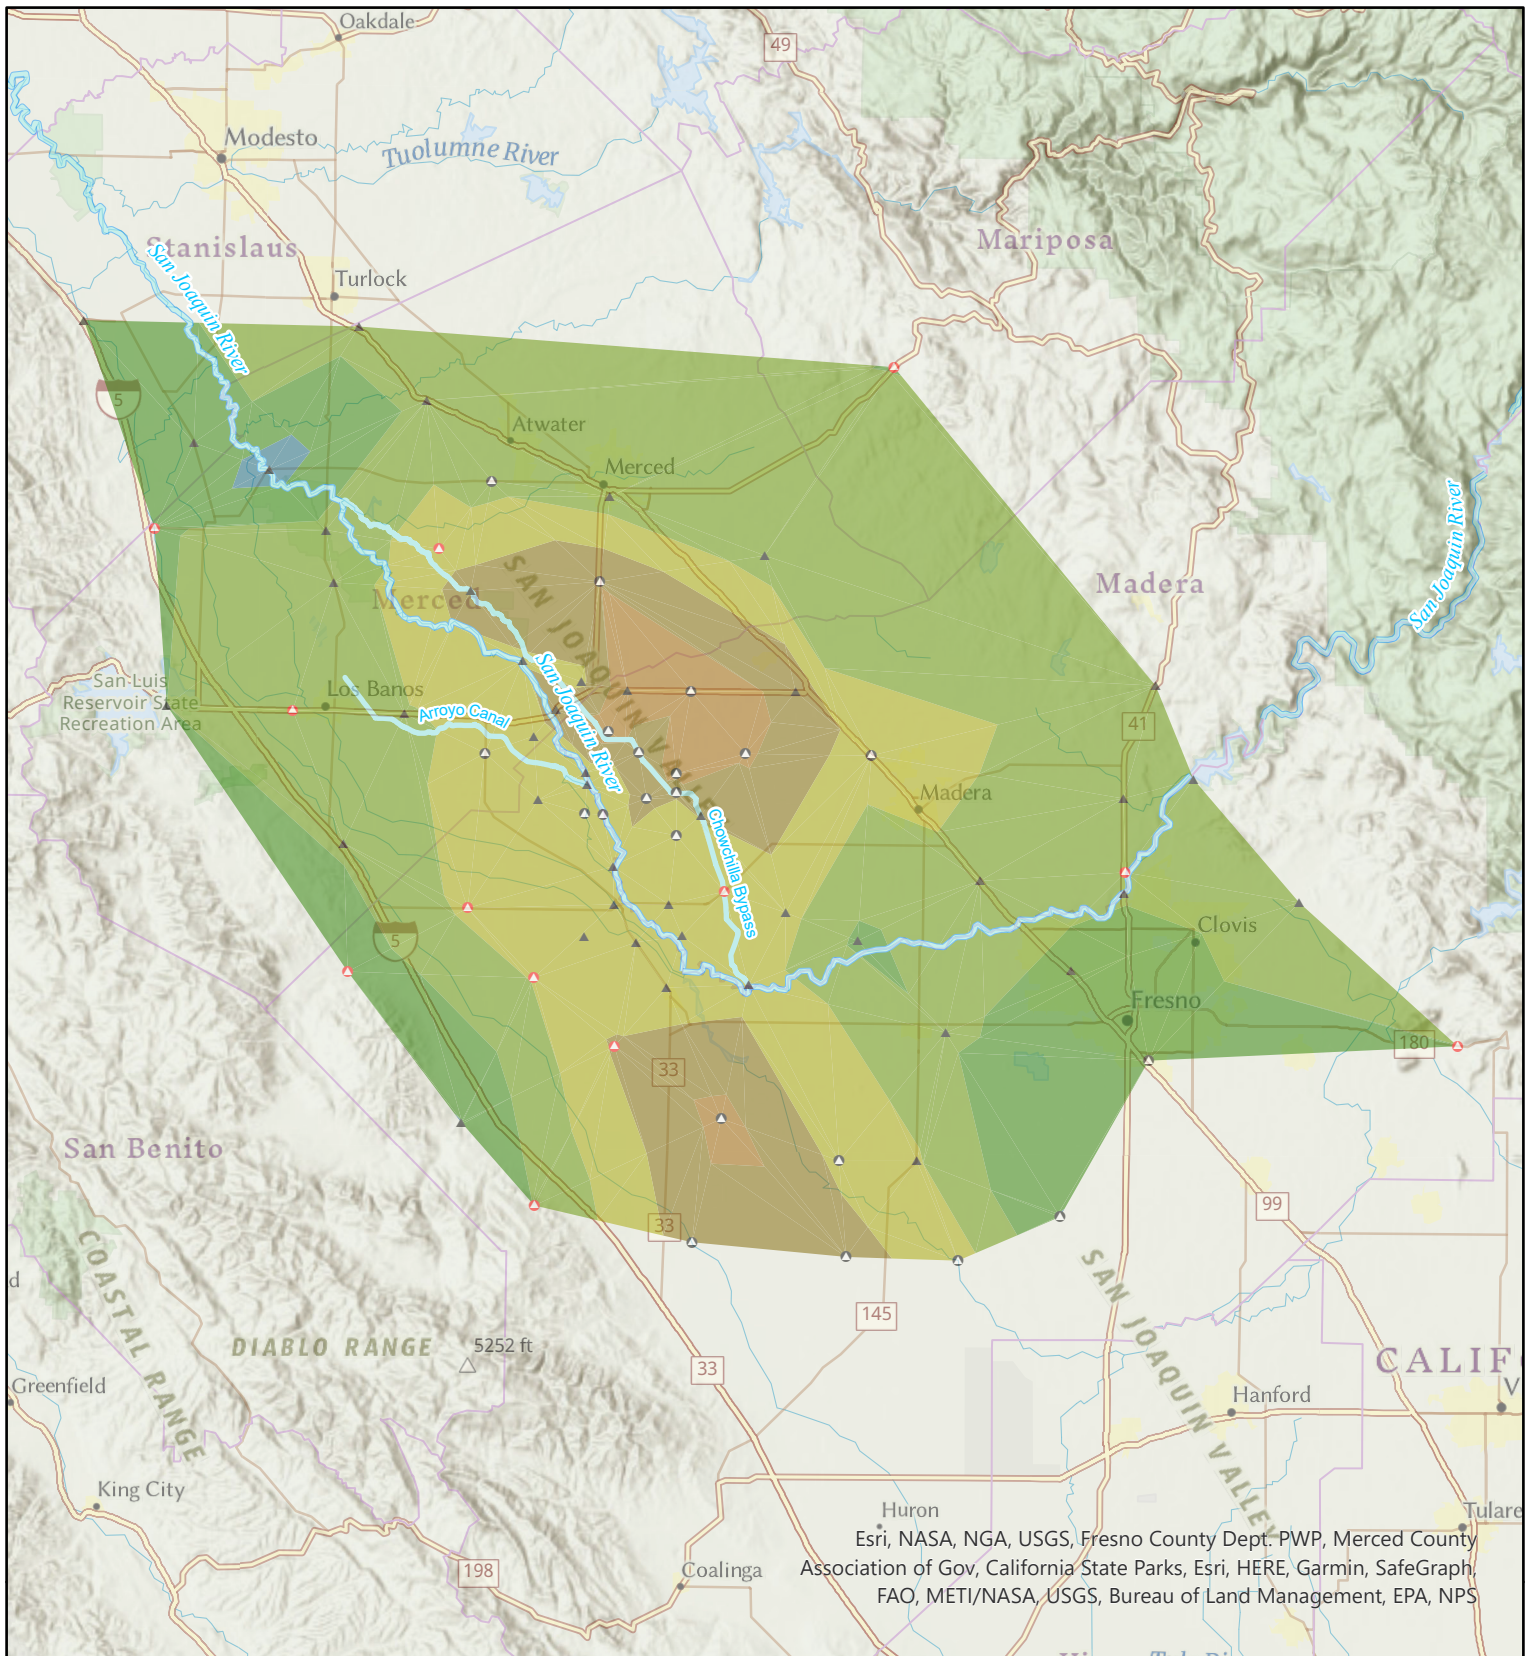 Oakdale
49
Modesto
Tuolumne River
Stanislaus
Mariposa
San Joaquin River
Turlock
5
Atwater
Merced
San Joaquin River
SAN JOAQUIN VALLEY
Madera
Merced
San Luis
Reservoir State
Recreation Area
Los Banos
Arroyo Canal
San Joaquin River
41
Madera
Chowchilla Bypass
Clovis
5
Fresno
180
33
San Benito
99
33
COASTAL RANGE
d
SAN JOAQUIN VALLEY
145
DIABLO RANGE
5252 ft
CALIF
33
Greenfield
Hanford
V
King City
Huron
Tulare
Esri, NASA, NGA, USGS, Fresno County Dept. PWP, Merced County
Association of Gov, California State Parks, Esri, HERE, Garmin, SafeGraph,
FAO, METI/NASA, USGS, Bureau of Land Management, EPA, NPS
198
Coalinga